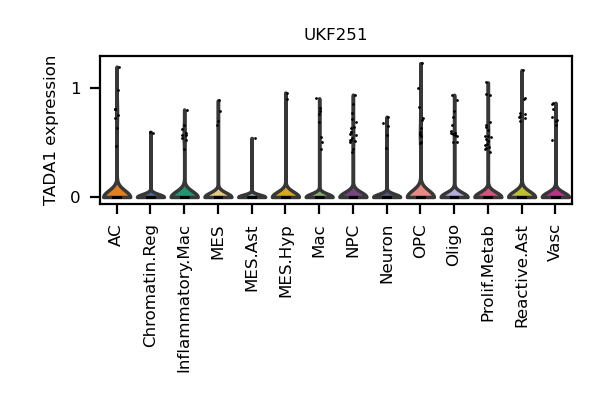 UKF251
TADA1 expression
1
0
AC
Chromatin.Reg
Inflammatory.Mac
MES
MES.Ast
MES.Hyp
Mac
NPC
Neuron
OPC
Oligo
Prolif.Metab
Reactive.Ast
Vasc